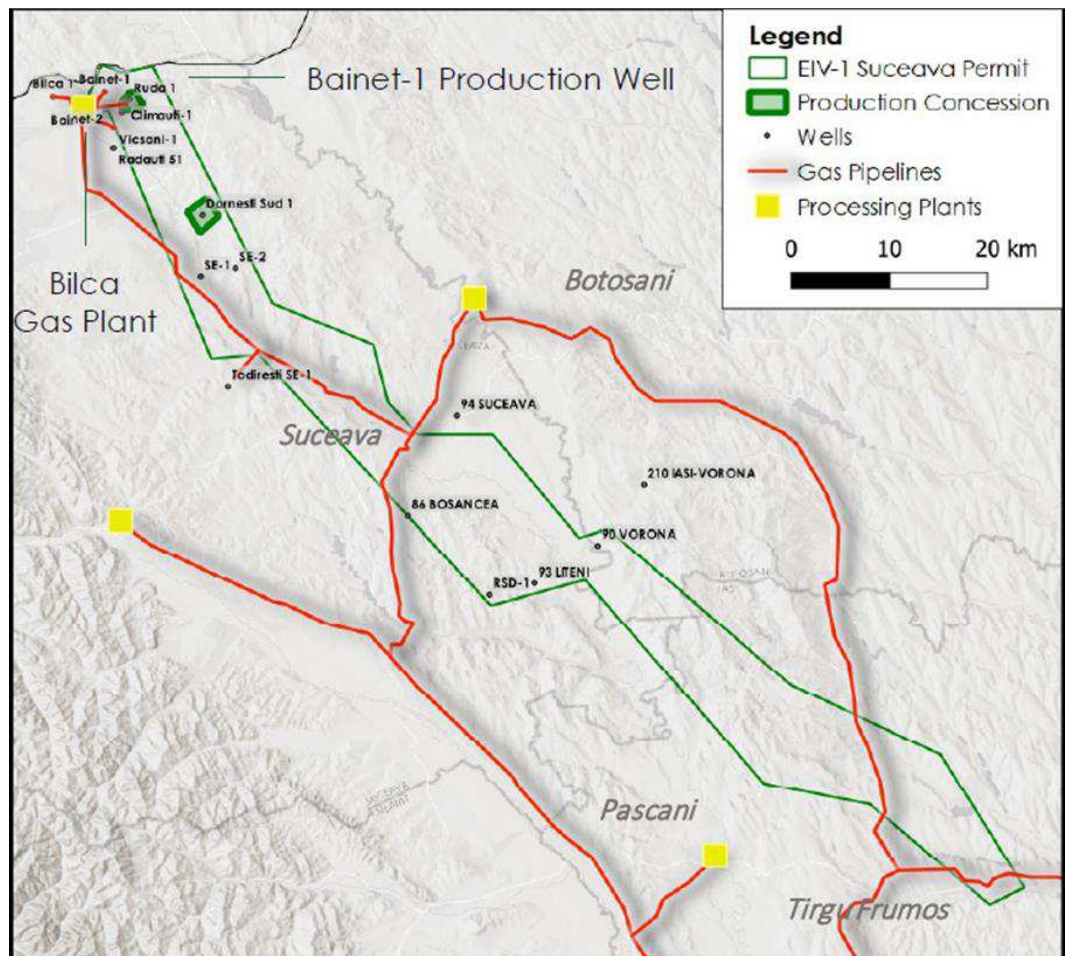 Legend
EIV-1 Suceava Permit
Production Concession
Wells
Gas Pipelines
Processing Plants
0 10 20 km
Bainet-1 Production Well
Bilca 1
Bainet-1
Ruda 1
Climauti-1
Bainet-2
Vicsani-1
Radauti 51
Dornesti Sud 1
SE-1
SE-2
Bilca
Gas Plant
Botosani
Todiresti SE-1
Suceava
94 SUCEAVA
210 IASI-VORONA
86 BOSANCEA
90 VORONA
93 LITENI
RSD-1
Pascani
Tirgu Frumos